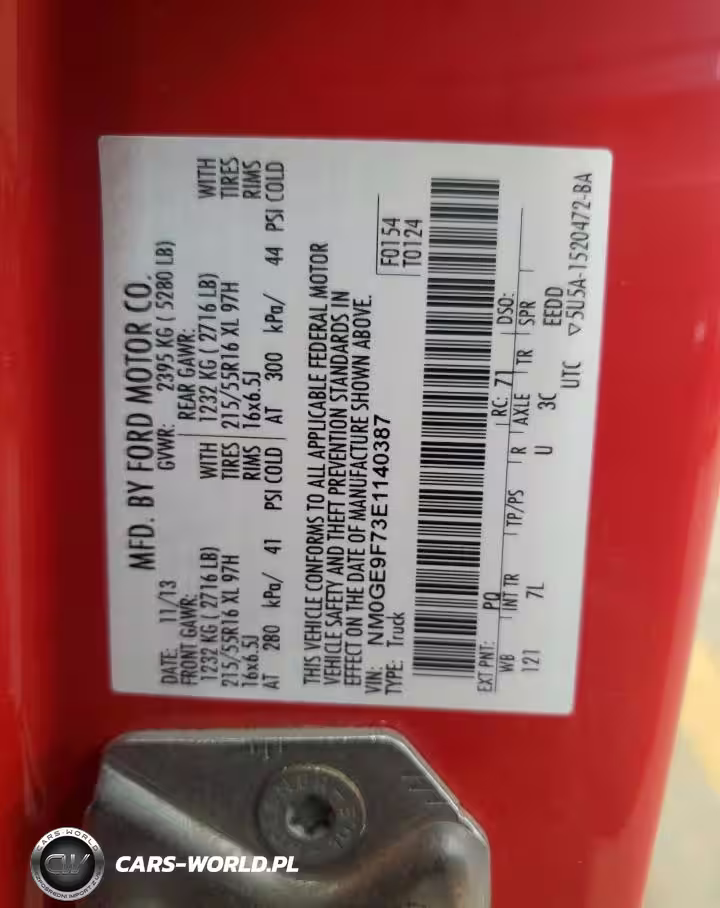 MFD. BY FORD MOTOR CO.
DATE: 11/13 GVWR: 2395 KG ( 5280 LB)
FRONT GAWR: REAR GAWR:
1232 KG ( 2716 LB) WITH 1232 KG ( 2716 LB) WITH
215/55R16 XL 97H TIRES 215/55R16 XL 97H TIRES
16x6.5J RIMS 16x6.5J RIMS
AT 280 kPa/ 41 PSI COLD AT 300 kPa/ 44 PSI COLD
THIS VEHICLE CONFORMS TO ALL APPLICABLE FEDERAL MOTOR
VEHICLE SAFETY AND THEFT PREVENTION STANDARDS IN
EFFECT ON THE DATE OF MANUFACTURE SHOWN ABOVE.
VIN: NM0GE9F73E1140387 F0154
TYPE: Truck T0124
EXT PNT: PQ RC: 71 DSO:
WB INT TR TP/PS R AXLE TR SPR
121 7L U 3C EEDD
UTC ▽5U5A-1520472-BA
CARS-WORLD
CW
CARS-WORLD.PL